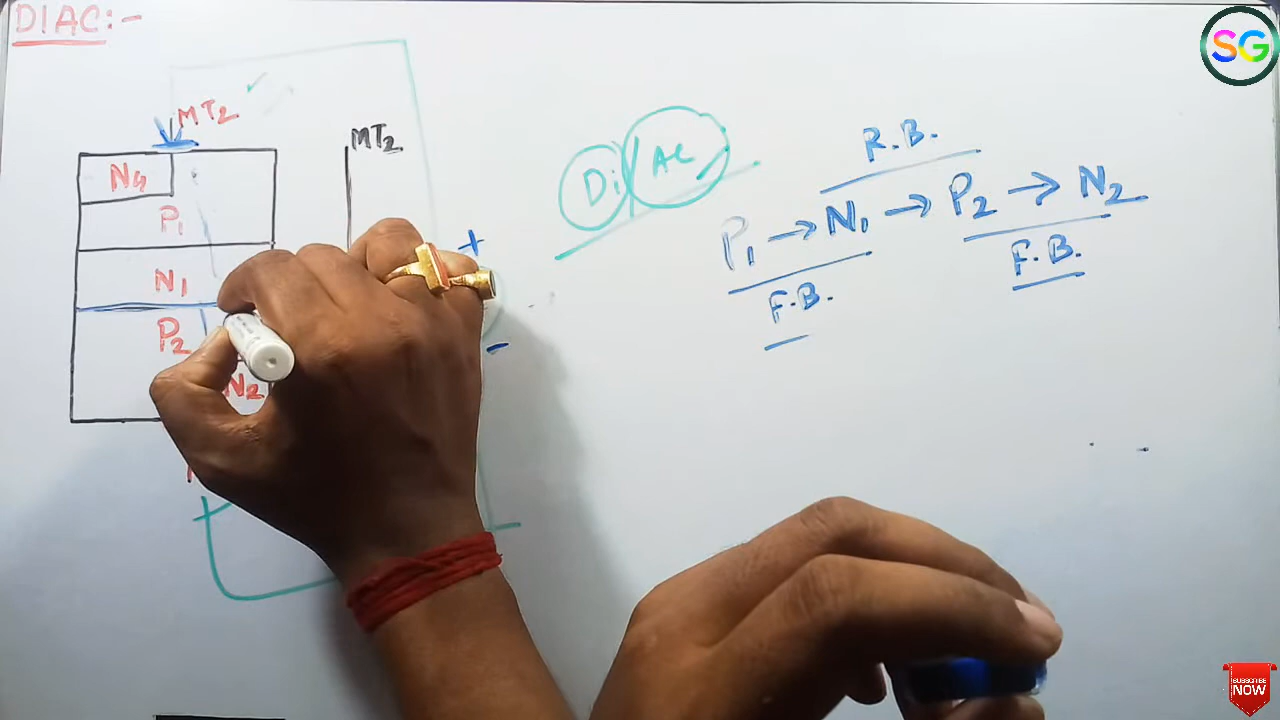 DIAC:-
SG
MT2
MT2
N4
P1
N1
P2
N2
+
-
Di AC
R.B.
P1 → N1 → P2 → N2
F.B.
F.B.
SUBSCRIBE
NOW